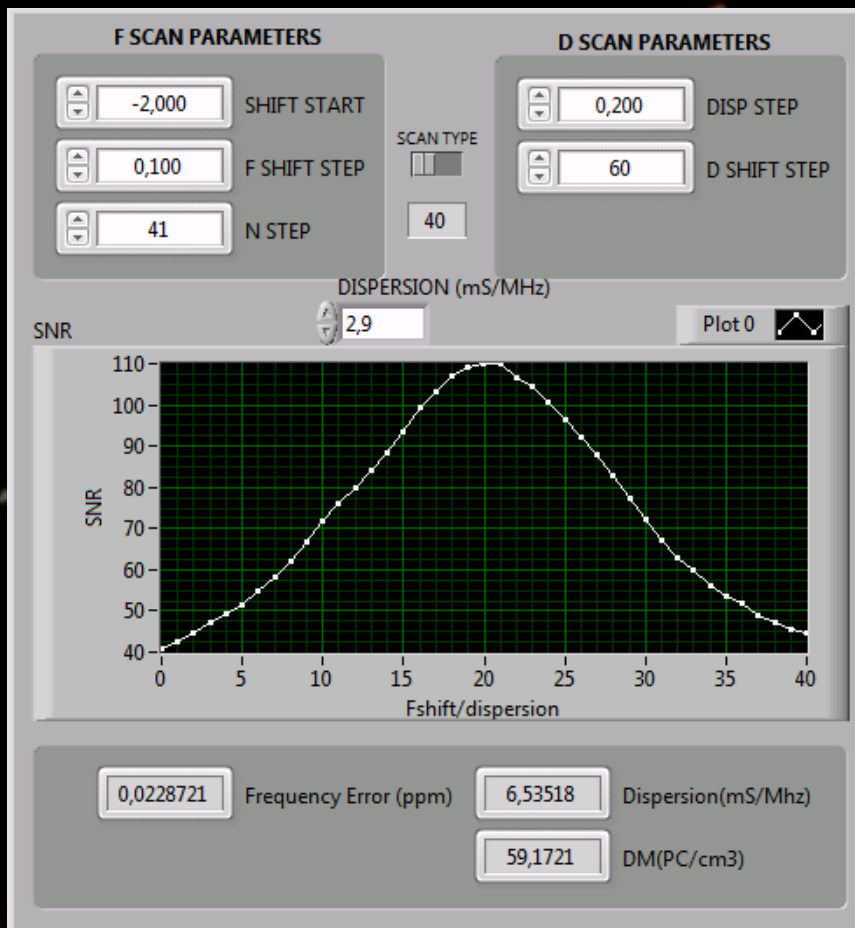 F SCAN PARAMETERS
-2,000 SHIFT START
0,100 F SHIFT STEP
41 N STEP
SCAN TYPE
40
D SCAN PARAMETERS
0,200 DISP STEP
60 D SHIFT STEP
DISPERSION (mS/MHz)
2,9
SNR
Plot 0
SNR
110
100
90
80
70
60
50
40
0 5 10 15 20 25 30 35 40
Fshift/dispersion
0,0228721 Frequency Error (ppm)
6,53518 Dispersion(mS/Mhz)
59,1721 DM(PC/cm3)